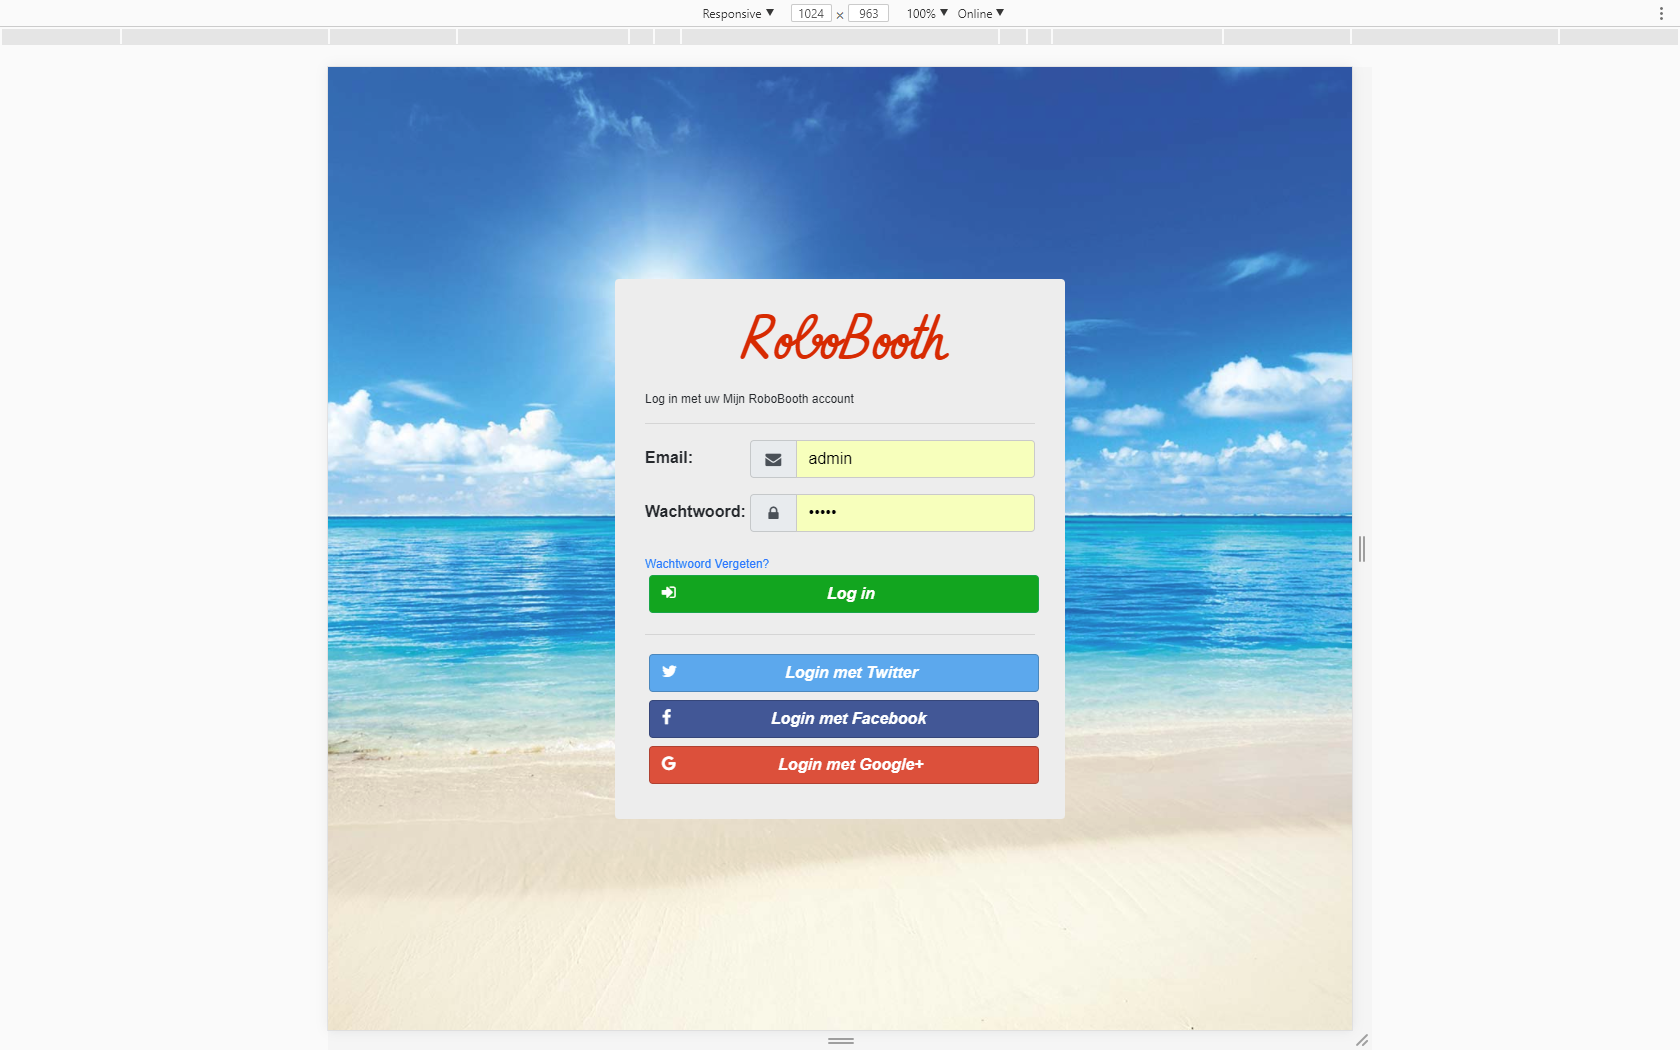 Responsive ▼ 1024 × 963 100% ▼ Online ▼
RoboBooth
Log in met uw Mijn RoboBooth account
Email: admin
Wachtwoord: •••••
Wachtwoord Vergeten?
Log in
Login met Twitter
Login met Facebook
Login met Google+